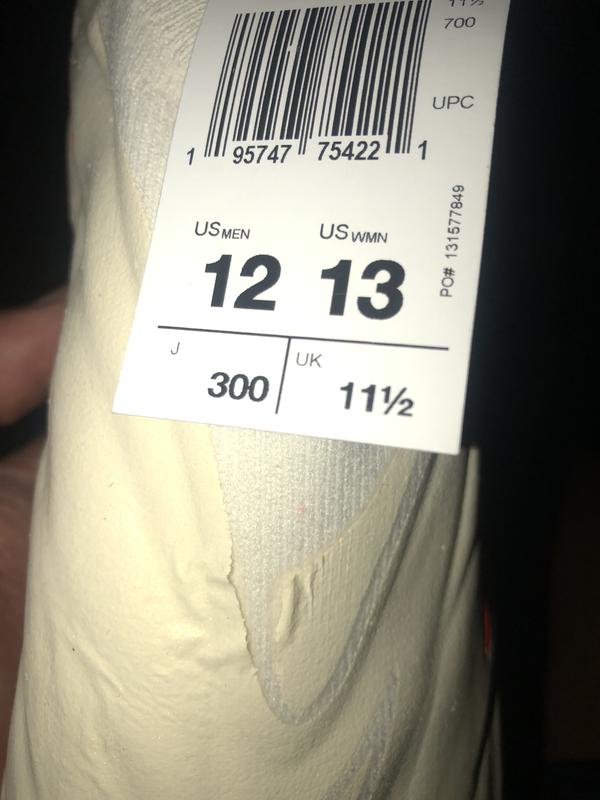 700
UPC
1 95747 75422 1
PO# 131577849
US MEN US WMN
12 13
J UK
300 11½